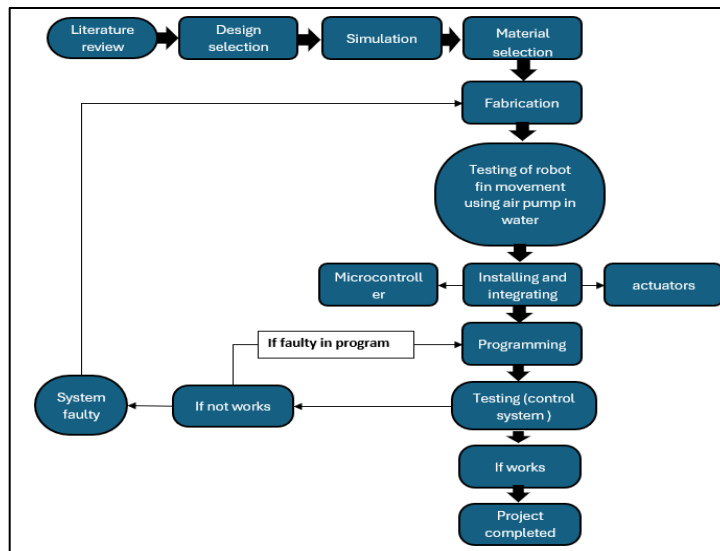 Literature
review
Design
selection
Simulation
Material
selection
Fabrication
Testing of robot
fin movement
using air pump in
water
Microcontroll
er
Installing and
integrating
actuators
If faulty in program
Programming
System
faulty
If not works
Testing (control
system )
If works
Project
completed